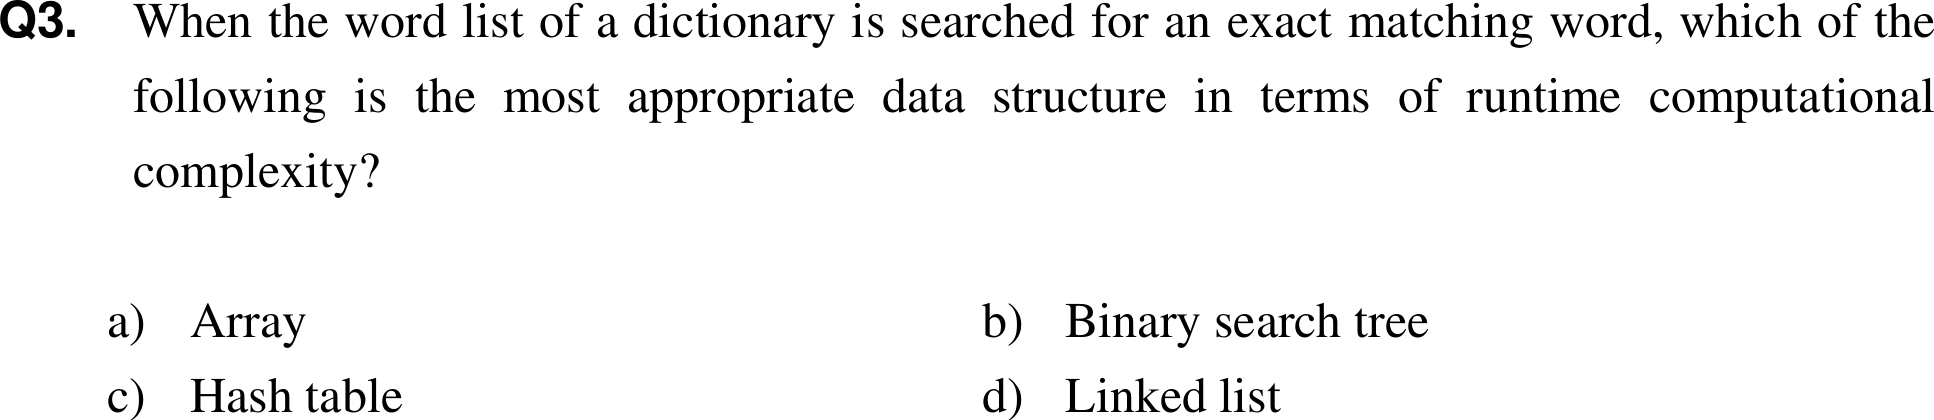 Q3. When the word list of a dictionary is searched for an exact matching word, which of the
following is the most appropriate data structure in terms of runtime computational
complexity?
a) Array b) Binary search tree
c) Hash table d) Linked list